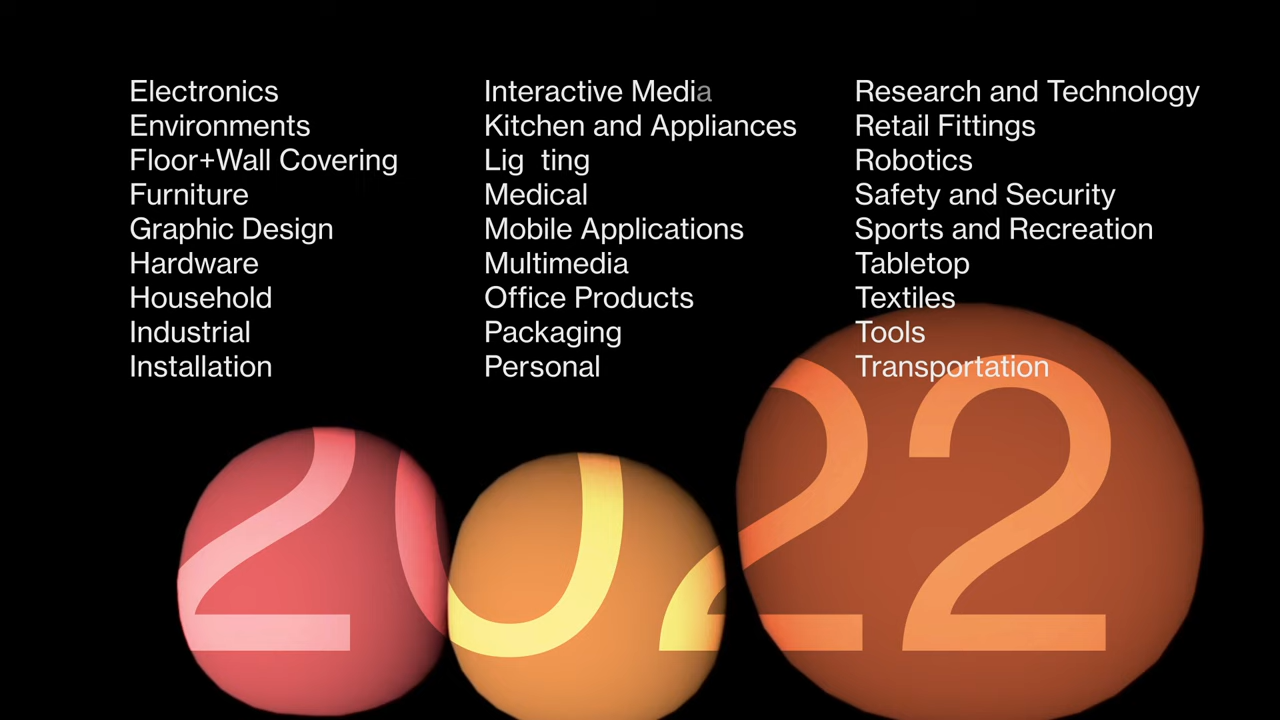 Electronics
Environments
Floor+Wall Covering
Furniture
Graphic Design
Hardware
Household
Industrial
Installation
Interactive Media
Kitchen and Appliances
Lig ting
Medical
Mobile Applications
Multimedia
Office Products
Packaging
Personal
Research and Technology
Retail Fittings
Robotics
Safety and Security
Sports and Recreation
Tabletop
Textiles
Tools
Transportation
2022